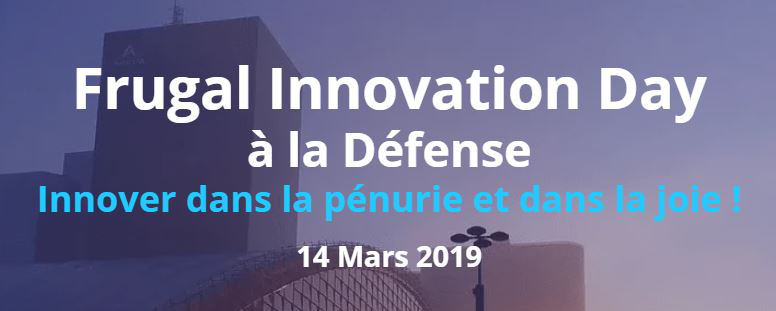 Frugal Innovation Day
à la Défense
Innover dans la pénurie et dans la joie !
14 Mars 2019